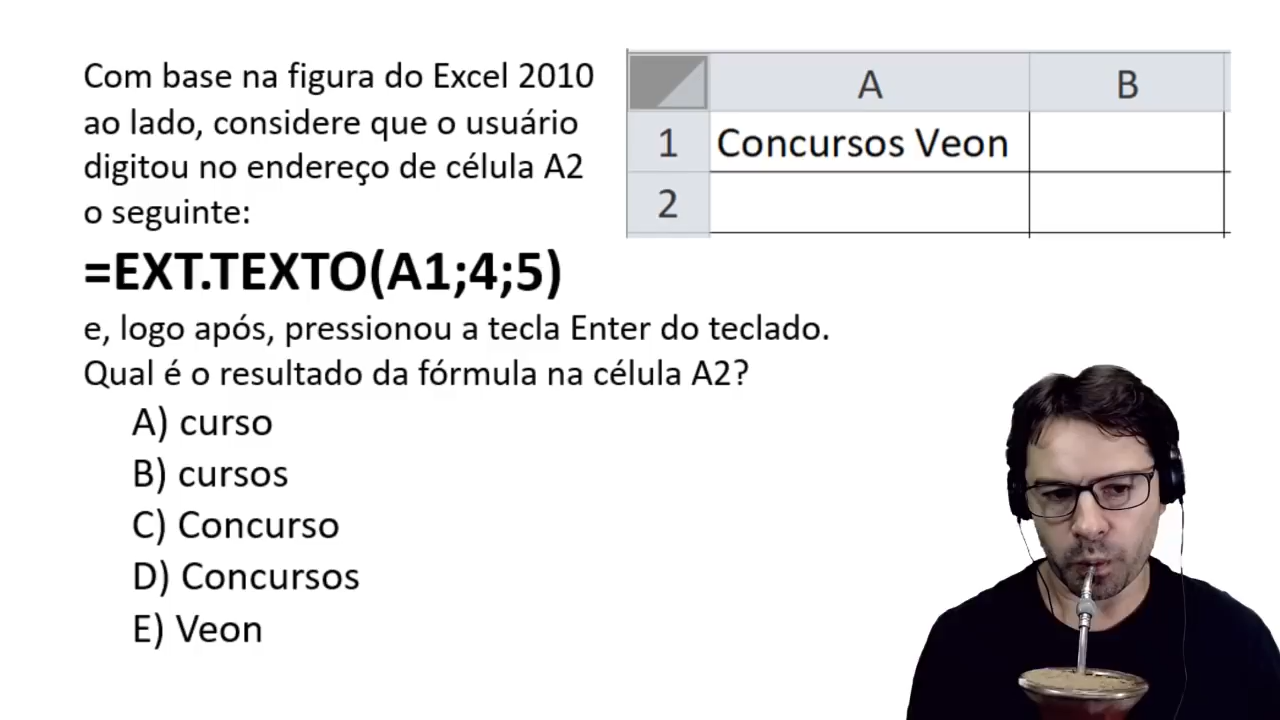 Com base na figura do Excel 2010
ao lado, considere que o usuário
digitou no endereço de célula A2
o seguinte:
=EXT.TEXTO(A1;4;5)
e, logo após, pressionou a tecla Enter do teclado.
Qual é o resultado da fórmula na célula A2?
A) curso
B) cursos
C) Concurso
D) Concursos
E) Veon
A B
1 Concursos Veon
2